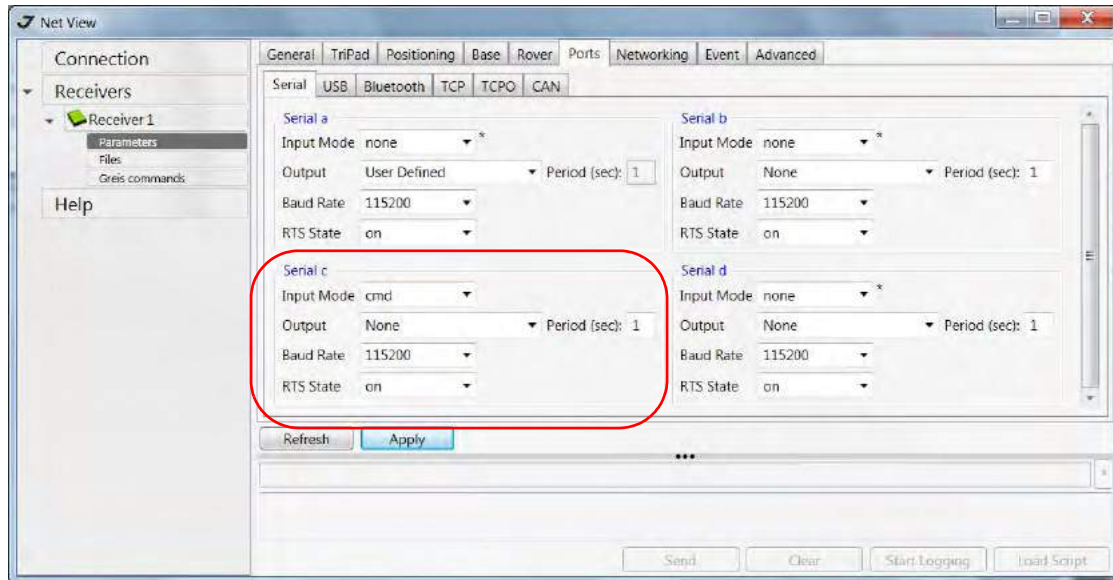 Net View
Connection
Receivers
Receiver 1
Parameters
Files
Greis commands
Help
General TriPad Positioning Base Rover Ports Networking Event Advanced
Serial USB Bluetooth TCP TCPO CAN
Serial a
Input Mode none *
Output User Defined Period (sec): 1
Baud Rate 115200
RTS State on
Serial b
Input Mode none *
Output None Period (sec): 1
Baud Rate 115200
RTS State on
Serial c
Input Mode cmd
Output None Period (sec): 1
Baud Rate 115200
RTS State on
Serial d
Input Mode none *
Output None Period (sec): 1
Baud Rate 115200
RTS State on
Refresh Apply
Send Clear Start Logging Load Script